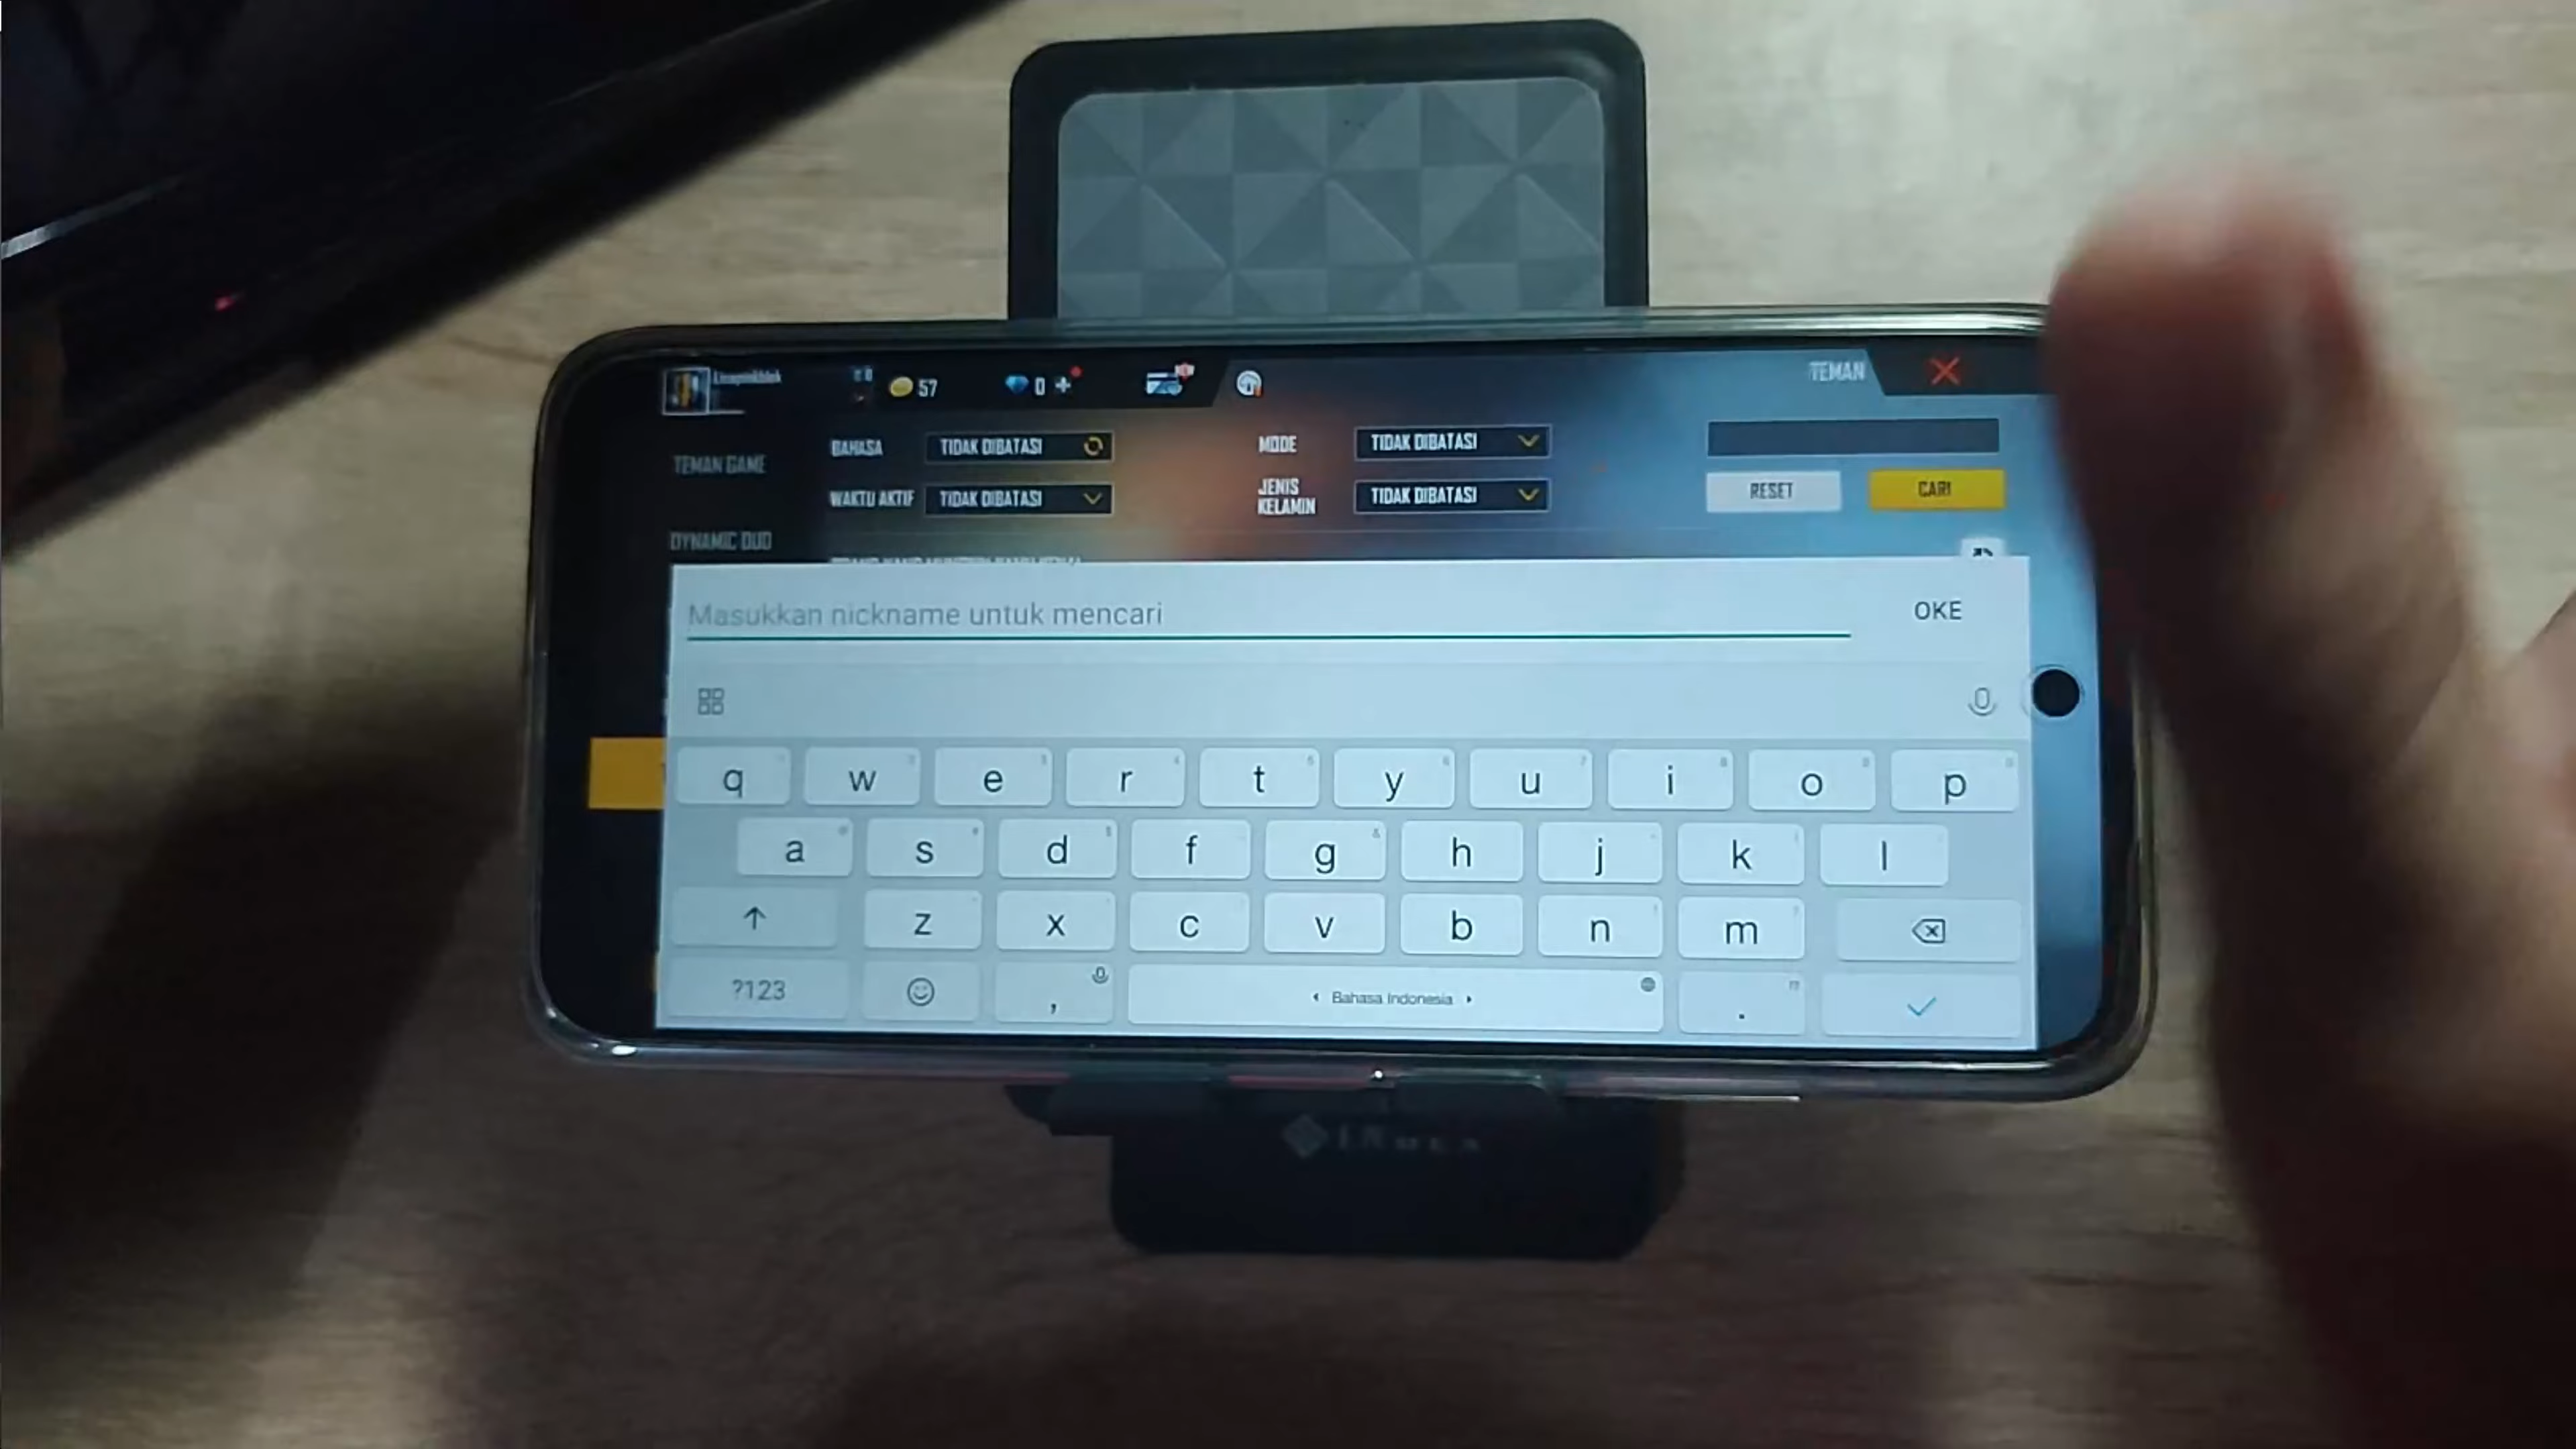 57
0
NEW
TEMAN
BAHASA
TIDAK DIBATASI
MODE
TIDAK DIBATASI
TEMAN GAME
WAKTU AKTIF
TIDAK DIBATASI
JENIS
KELAMIN
TIDAK DIBATASI
RESET
CARI
DYNAMIC DUO
Masukkan nickname untuk mencari
OKE
q w e r t y u i o p
a s d f g h j k l
z x c v b n m
?123
,
Bahasa Indonesia
.